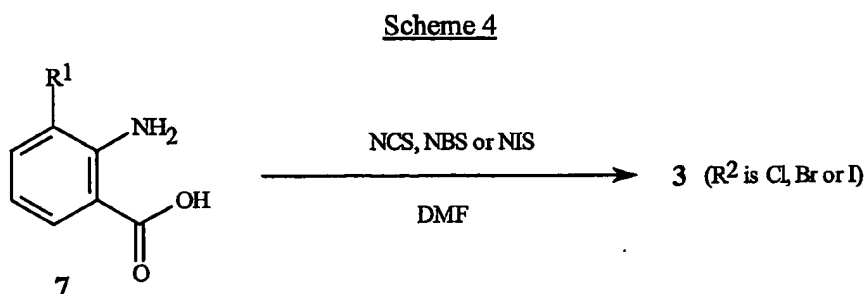 Scheme 4
R1
NH2
OH
O
7
NCS, NBS or NIS
DMF
3 (R2 is Cl, Br or I)